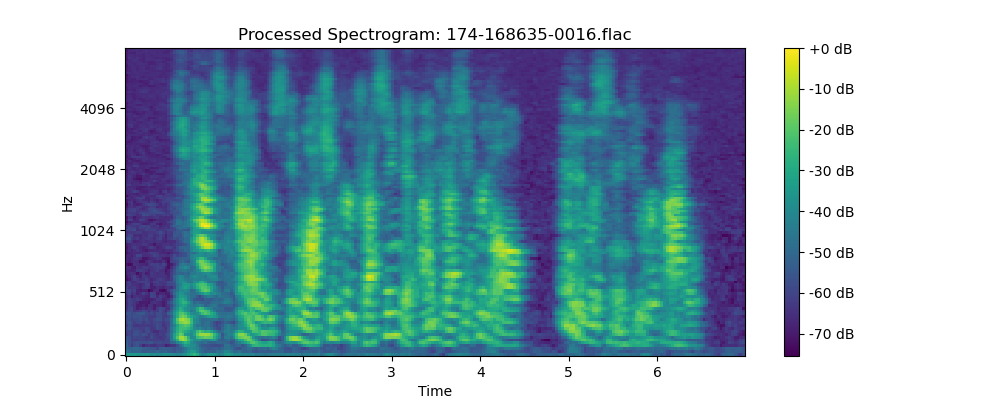 Processed Spectrogram: 174-168635-0016.flac
Hz
4096
2048
1024
512
0
0 1 2 3 4 5 6
Time
+0 dB
-10 dB
-20 dB
-30 dB
-40 dB
-50 dB
-60 dB
-70 dB